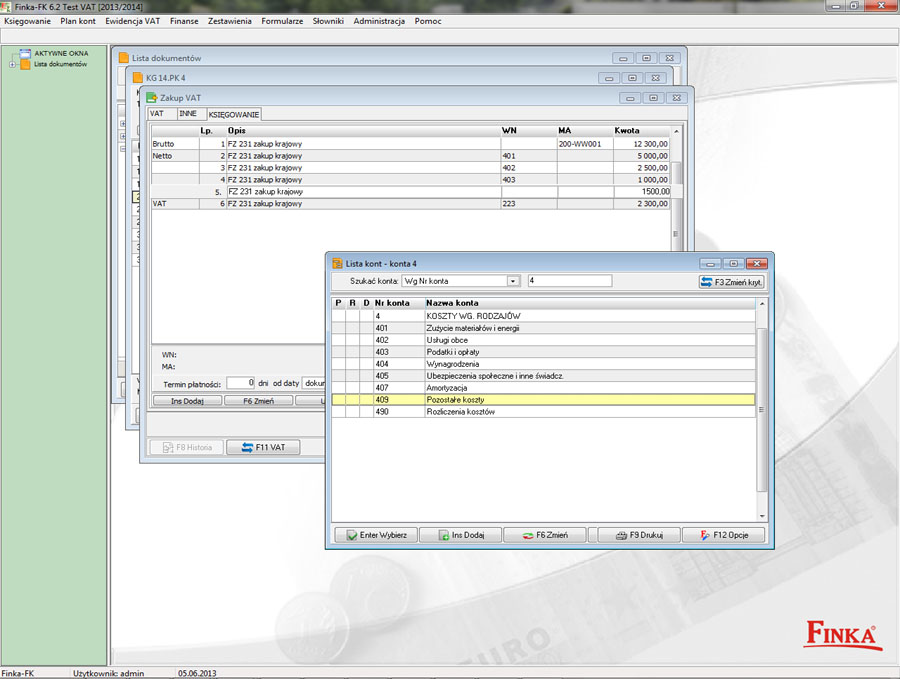 Finka-FK 6.2 Test VAT [2013/2014]
Księgowanie Plan kont Ewidencja VAT Finanse Zestawienia Formularze Słowniki Administracja Pomoc
AKTYWNE OKNA
Lista dokumentów
Lista dokumentów
KG 14.PK 4
Zakup VAT
VAT INNE KSIĘGOWANIE
Lp. Opis WN MA Kwota
Brutto 1 FZ 231 zakup krajowy 200-WW001 12 300,00
Netto 2 FZ 231 zakup krajowy 401 5 000,00
3 FZ 231 zakup krajowy 402 2 500,00
4 FZ 231 zakup krajowy 403 1 000,00
5. FZ 231 zakup krajowy 1500,00
VAT 6 FZ 231 zakup krajowy 223 2 300,00
WN:
MA:
Termin płatności: 0 dni od daty
Ins Dodaj F6 Zmień
F8 Historia F11 VAT
Lista kont - konta 4
Szukać konta: Wg Nr konta 4 F3 Zmień kryt.
P R D Nr konta Nazwa konta
4 KOSZTY WG. RODZAJÓW
401 Zużycie materiałów i energii
402 Usługi obce
403 Podatki i opłaty
404 Wynagrodzenia
405 Ubezpieczenia społeczne i inne świadcz.
407 Amortyzacja
409 Pozostałe koszty
490 Rozliczenia kosztów
Enter Wybierz Ins Dodaj F6 Zmień F9 Drukuj F12 Opcje
EURO
FINKA®
Finka-FK Użytkownik: admin 05.06.2013